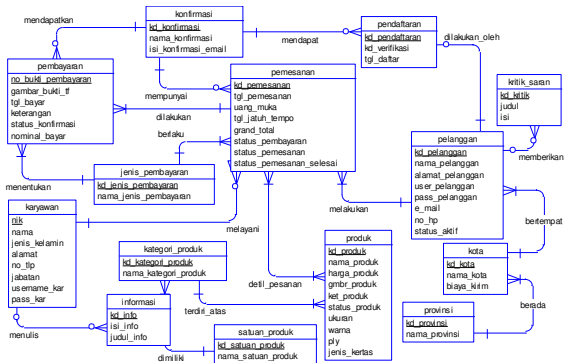 konfirmasi
kd_konfirmasi
nama_konfirmasi
isi_konfirmasi_email
mendapatkan
mendapat
pendaftaran
kd_pendaftaran
kd_verifikasi
tgl_daftar
dilakukan_oleh
pembayaran
no_bukti_pembayaran
gambar_bukti_tf
tgl_bayar
keterangan
status_konfirmasi
nominal_bayar
mempunyai
dilakukan
berlaku
pemesanan
kd_pemesanan
tgl_pemesanan
uang_muka
tgl_jatuh_tempo
grand_total
status_pembayaran
status_pemesanan
status_pemesanan_selesai
kritik_saran
kd_kritik
judul
isi
memberikan
pelanggan
kd_pelanggan
nama_pelanggan
alamat_pelanggan
user_pelanggan
pass_pelanggan
e_mail
no_hp
status_aktif
jenis_pembayaran
kd_jenis_pembayaran
nama_jenis_pembayaran
menentukan
melakukan
bertempat
karyawan
nik
nama
jenis_kelamin
alamat
no_tlp
jabatan
username_kar
pass_kar
melayani
kategori_produk
kd_kategori_produk
nama_kategori_produk
detil_pesanan
produk
kd_produk
nama_produk
harga_produk
gmbr_produk
ket_produk
status_produk
ukuran
warna
ply
jenis_kertas
kota
kd_kota
nama_kota
biaya_kirim
berada
informasi
kd_info
isi_info
judul_info
terdiri_atas
menulis
dimiliki
satuan_produk
kd_satuan_produk
nama_satuan_produk
provinsi
kd_provinsi
nama_provinsi